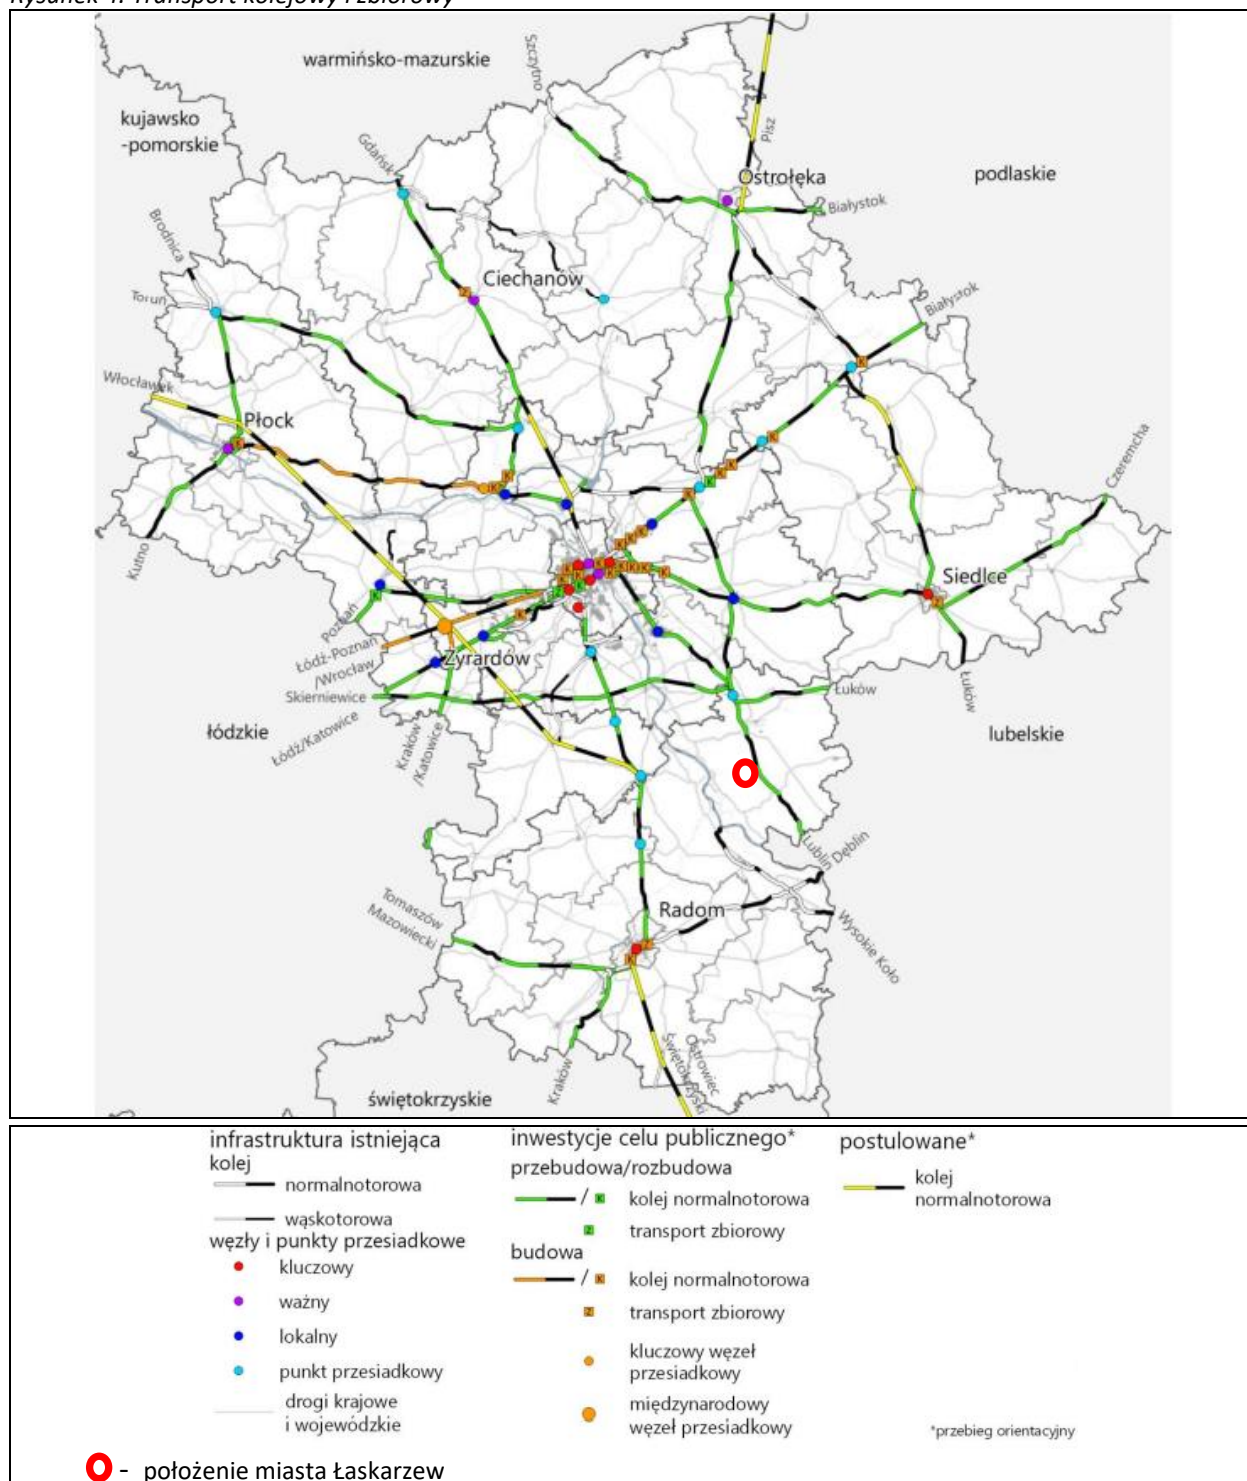 Rysunek 4. Transport kolejowy i zbiorowy
warmińsko-mazurskie
Szczytno
kujawsko
-pomorskie
Pisz
Gdańsk
Ostrołęka
podlaskie
Białystok
Brodnica
Ciechanów
Toruń
Białystok
Włocławek
Płock
Czeremcha
Kutno
Siedlce
Poznań
Łódź-Poznań
/Wrocław
Żyrardów
Skierniewice
Łuków
Łuków
łódzkie
Łódź/Katowice
Kraków
/Katowice
lubelskie
Lublin
Dęblin
Tomaszów
Mazowiecki
Radom
Wysokie Koło
Kraków
Ostrowiec
Świętokrzyski
świętokrzyskie
infrastruktura istniejąca
kolej
normalnotorowa
wąskotorowa
węzły i punkty przesiadkowe
kluczowy
ważny
lokalny
punkt przesiadkowy
drogi krajowe
i wojewódzkie
inwestycje celu publicznego*
przebudowa/rozbudowa
/ K kolej normalnotorowa
Z transport zbiorowy
budowa
/ K kolej normalnotorowa
Z transport zbiorowy
kluczowy węzeł
przesiadkowy
międzynarodowy
węzeł przesiadkowy
postulowane*
kolej
normalnotorowa
*przebieg orientacyjny
- położenie miasta Łaskarzew